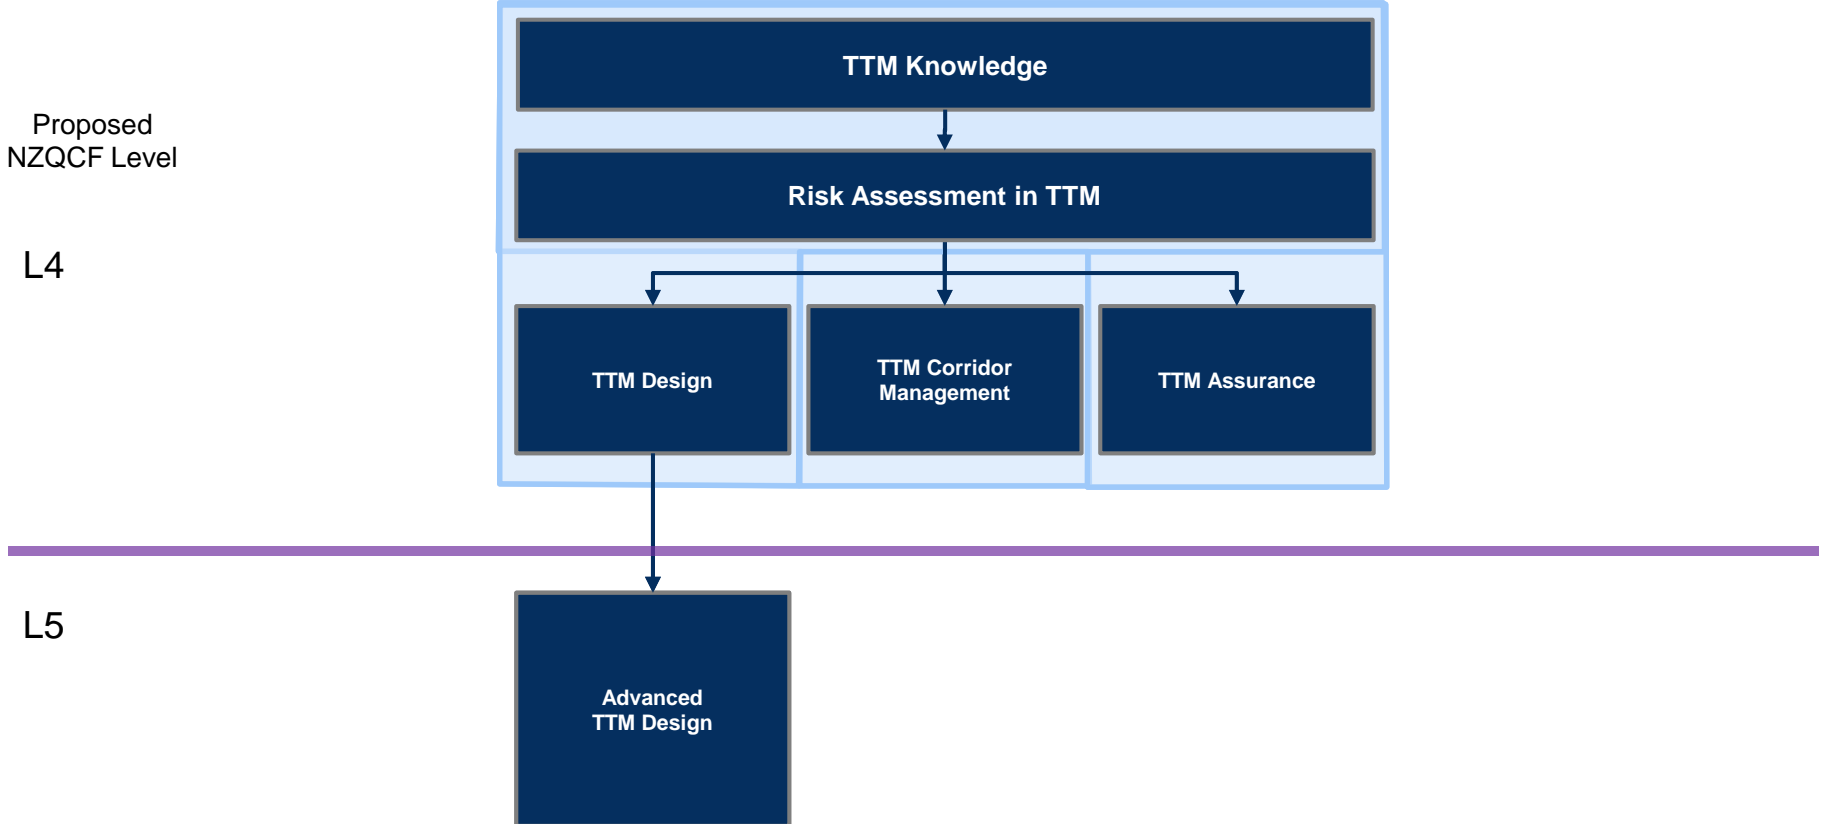 TTM Knowledge
Proposed
NZQCF Level
Risk Assessment in TTM
L4
TTM Design
TTM Corridor
Management
TTM Assurance
L5
Advanced
TTM Design